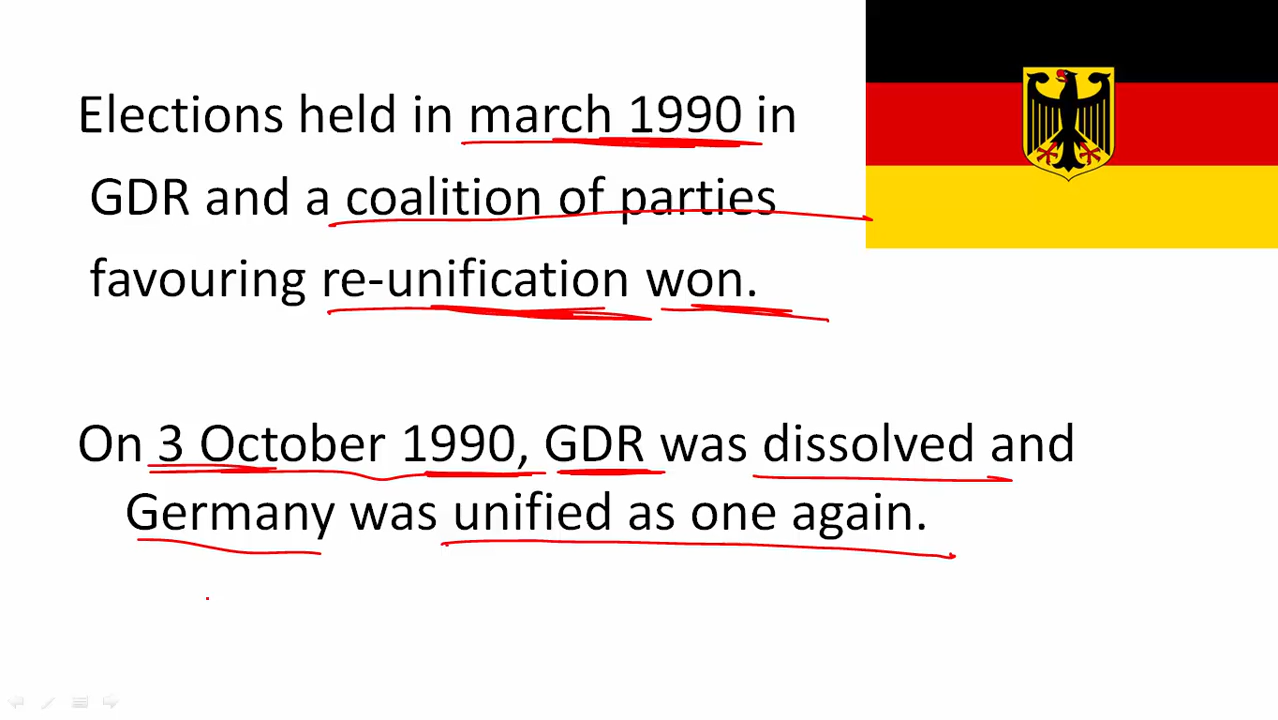 Elections held in march 1990 in
GDR and a coalition of parties
favouring re-unification won.
On 3 October 1990, GDR was dissolved and
Germany was unified as one again.